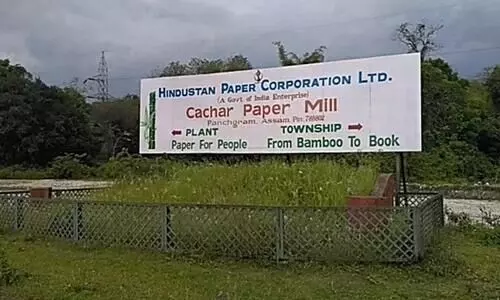 HINDUSTAN PAPER CORPORATION LTD.
(A Govt. of India Enterprise)
Cachar Paper Mill
Panchgram, Assam, Pin: 788802
PLANT TOWNSHIP
Paper For People From Bamboo To Book